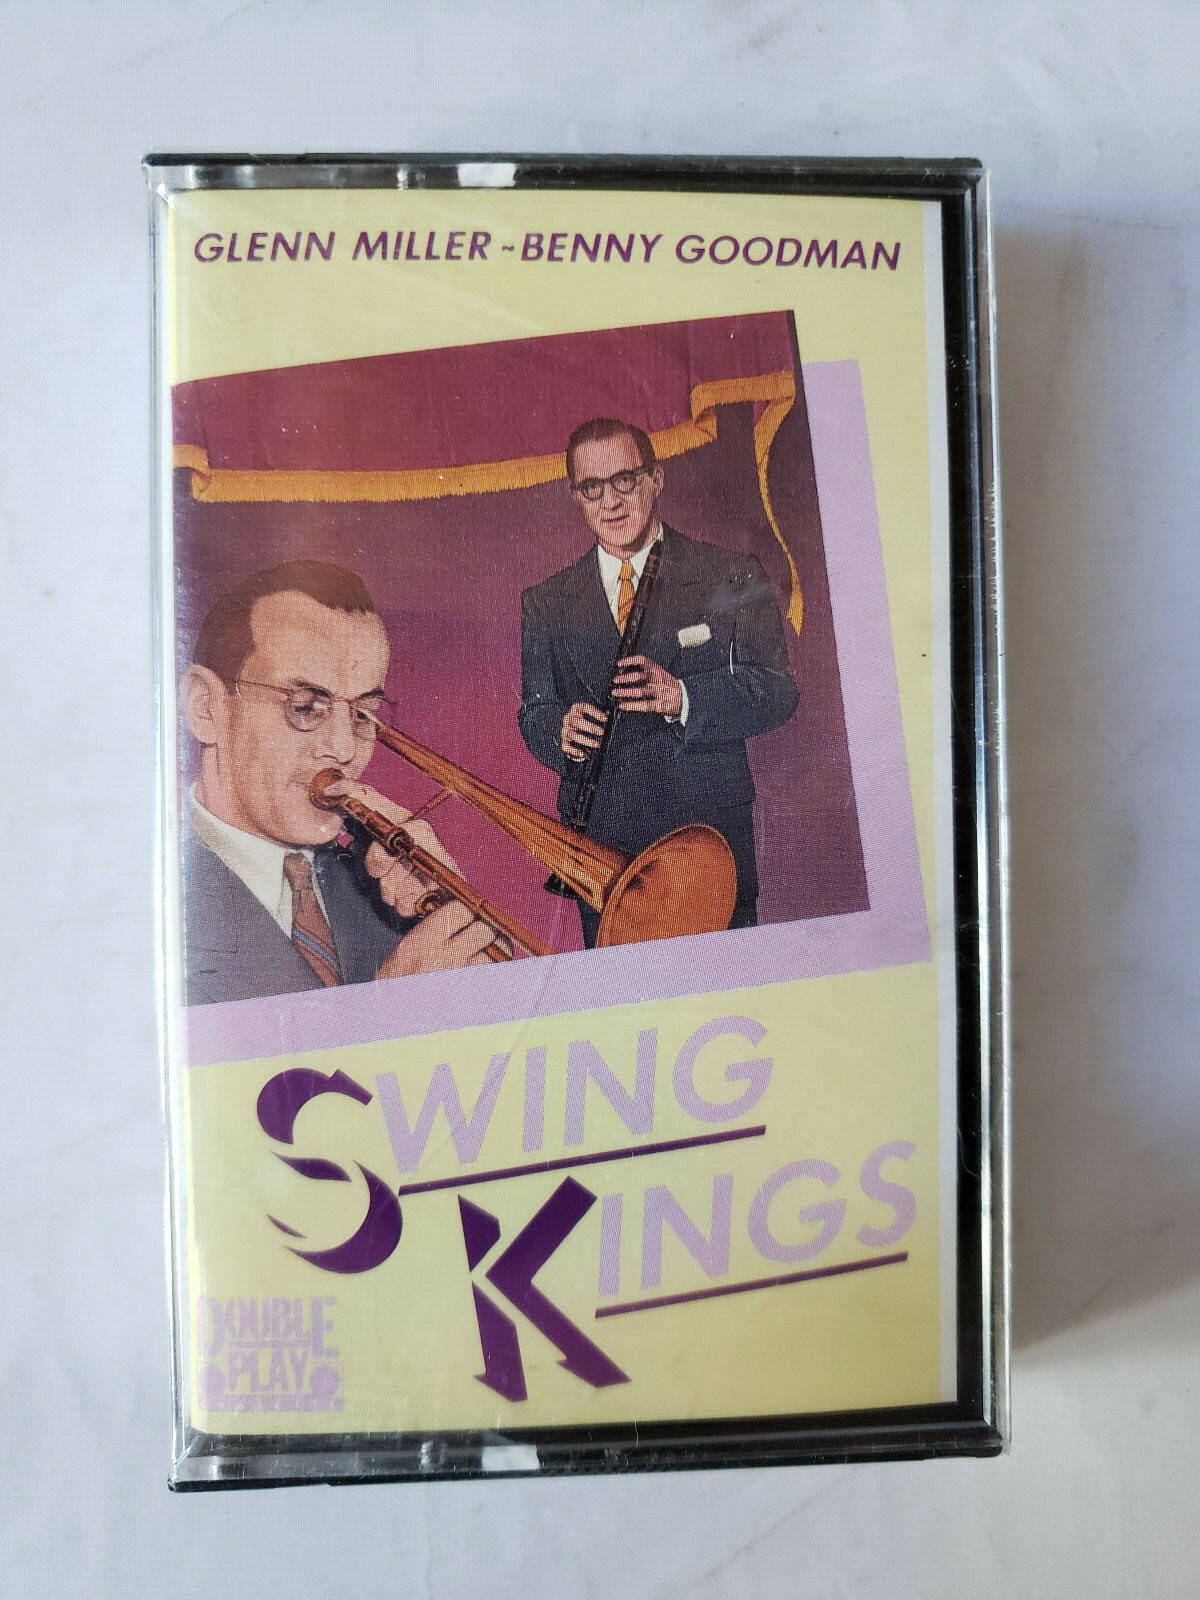 GLENN MILLER ~ BENNY GOODMAN
SWING
KINGS
DOUBLE
PLAY